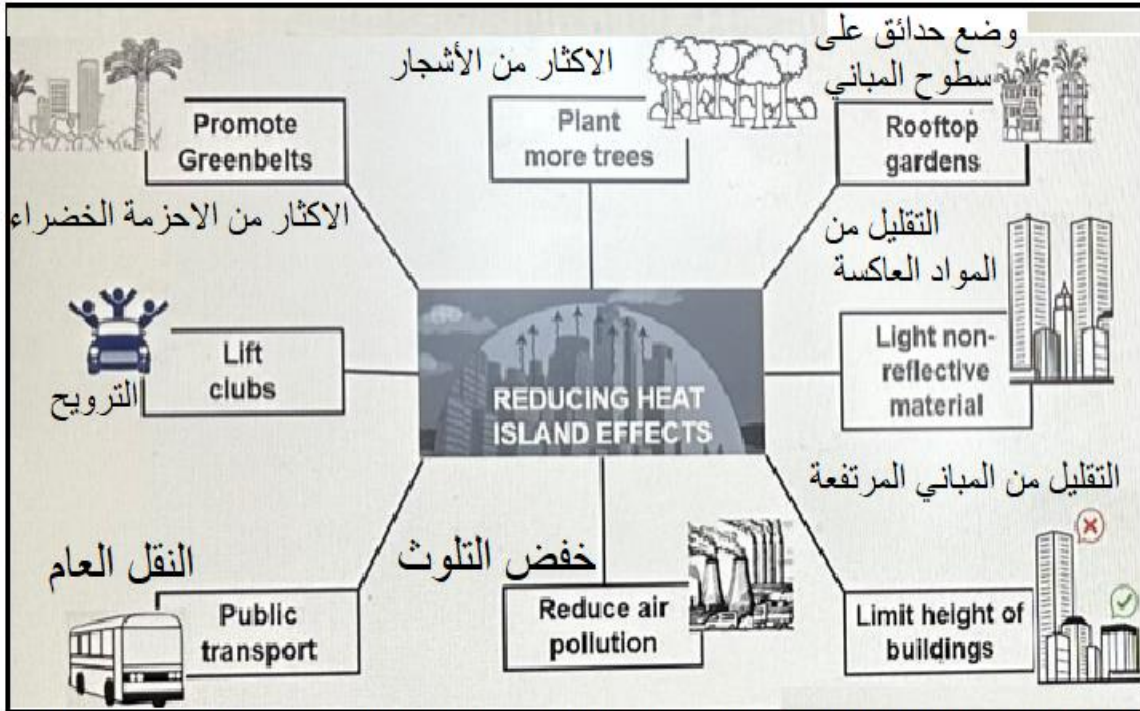 الاكثار من الأشجار
وضع حدائق على
سطوح المباني
Promote
Greenbelts
Plant
more trees
Rooftop
gardens
الاكثار من الاحزمة الخضراء
التقليل من
المواد العاكسة
Lift
clubs
الترويح
REDUCING HEAT
ISLAND EFFECTS
Light non-
reflective
material
التقليل من المباني المرتفعة
النقل العام
خفض التلوث
Public
transport
Reduce air
pollution
Limit height of
buildings